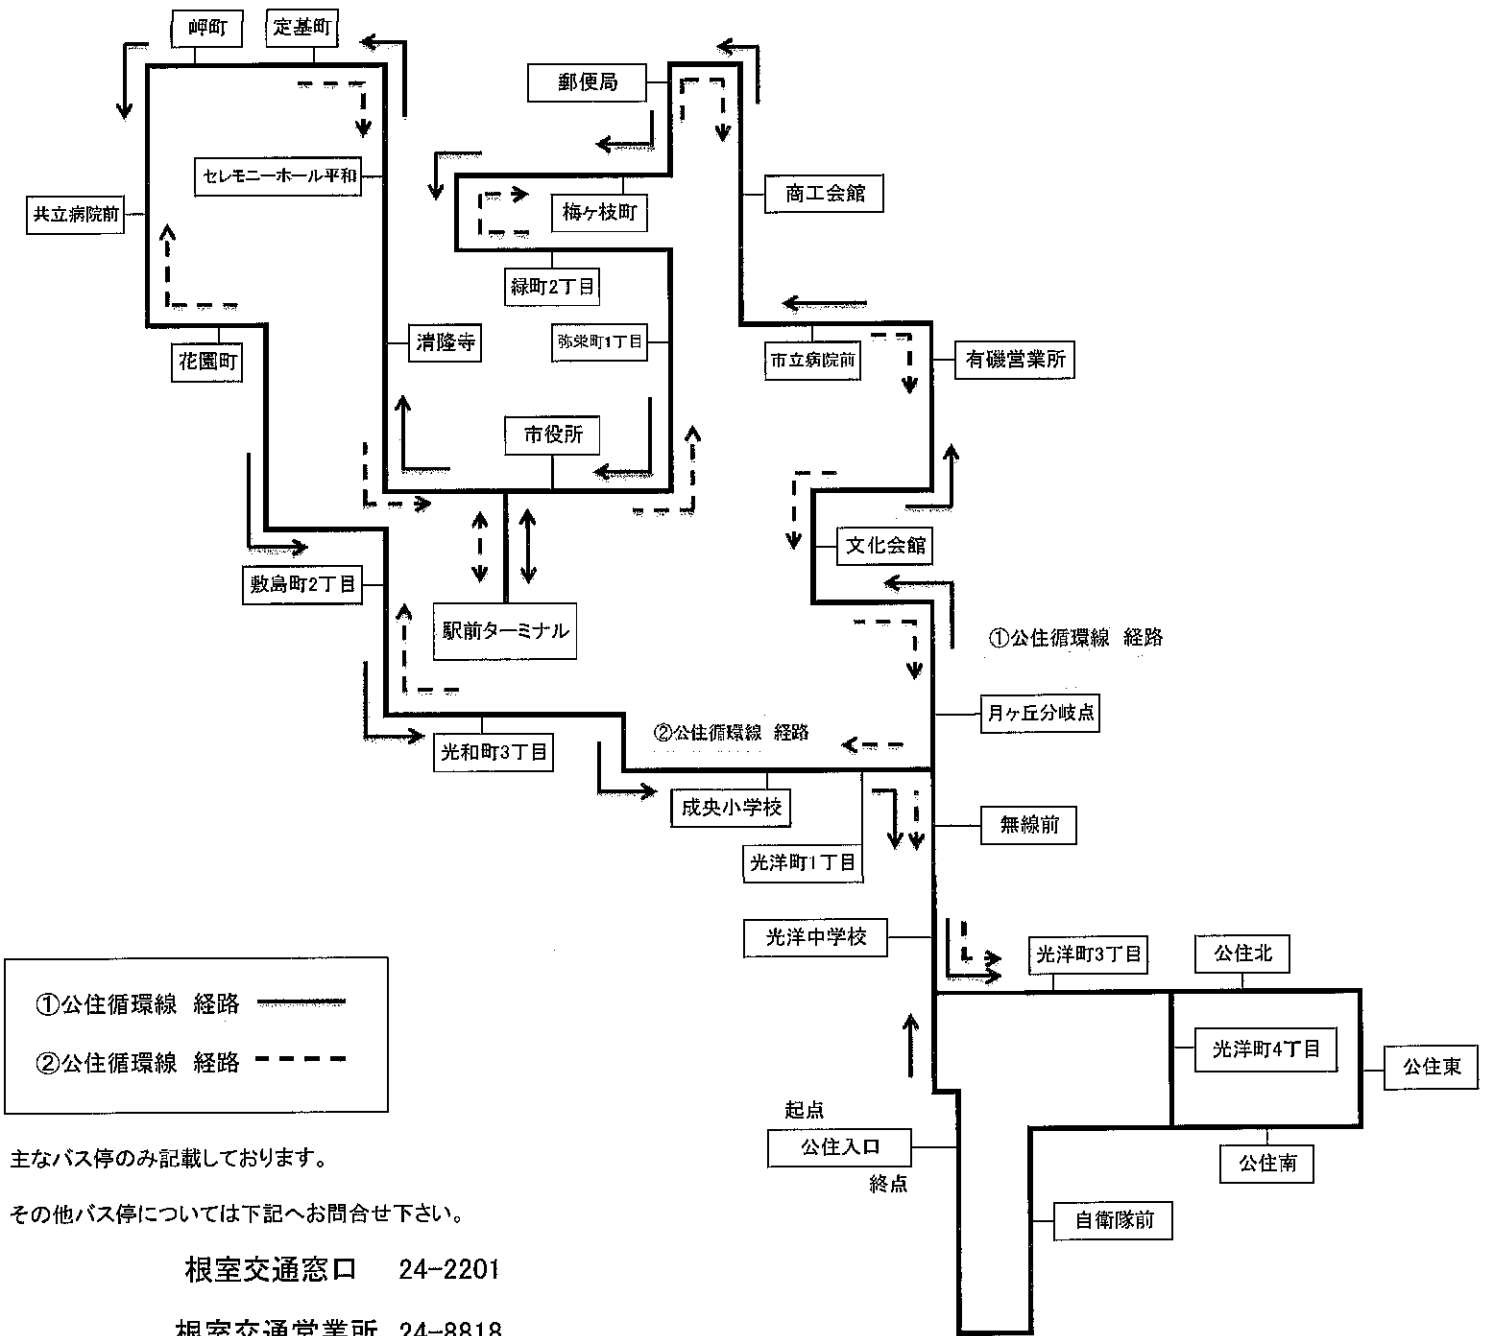 岬町
定基町
郵便局
セレモニーホール平和
商工会館
共立病院前
梅ヶ枝町
緑町2丁目
清隆寺
弥栄町1丁目
花園町
市立病院前
有磯営業所
市役所
文化会館
敷島町2丁目
駅前ターミナル
①公住循環線 経路
月ヶ丘分岐点
②公住循環線 経路
光和町3丁目
成央小学校
無線前
光洋町1丁目
光洋中学校
光洋町3丁目
公住北
光洋町4丁目
公住東
起点
公住入口
終点
公住南
自衛隊前
①公住循環線 経路
②公住循環線 経路
主なバス停のみ記載しております。
その他バス停については下記へお問合せ下さい。
根室交通窓口 24-2201
根室交通営業所 24-8818